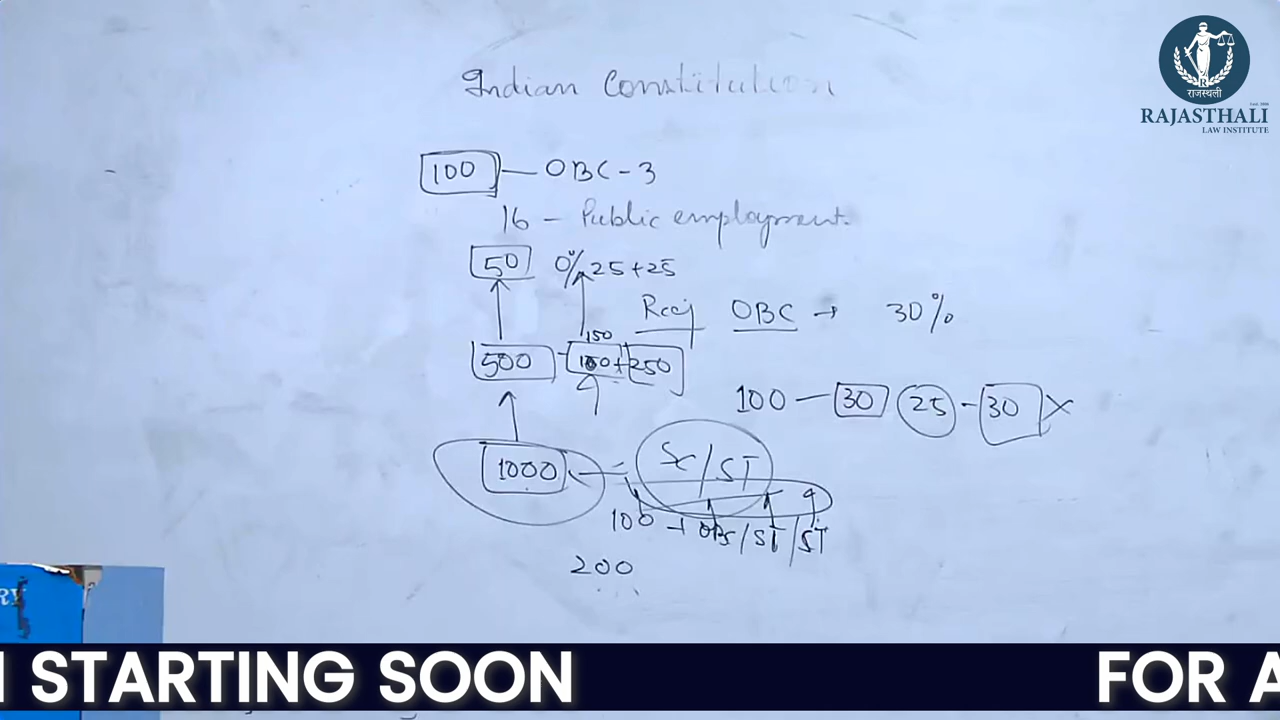 Indian Constitution
राजस्थली
RAJASTHALI
LAW INSTITUTE
100 — OBC - 3
16 — Public employment.
50 0% 25+25
Raj OBC → 30%
150
500 - 100+250
100 — 30 25 - 30 X
1000 SC/ST
100 + OBC/ST/ST
200
STARTING SOON FOR A